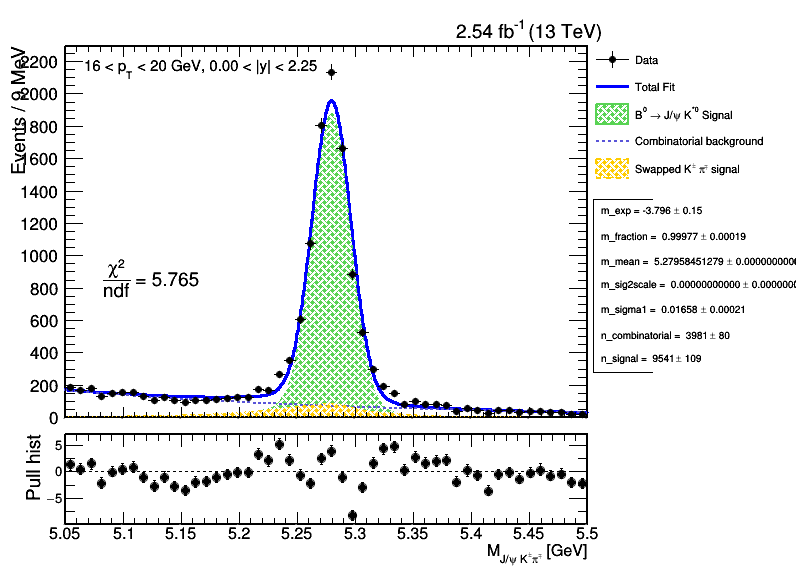 2.54 fb⁻¹ (13 TeV)
Events / 9 MeV
16 < p_T < 20 GeV, 0.00 < |y| < 2.25
χ²/ndf = 5.765
2200
2000
1800
1600
1400
1200
1000
800
600
400
200
0
Data
Total Fit
B⁰ → J/ψ K*⁰ Signal
Combinatorial background
Swapped K± π∓ signal
m_exp = -3.796 ± 0.15
m_fraction = 0.99977 ± 0.00019
m_mean = 5.27958451279 ± 0.000000000
m_sig2scale = 0.00000000000 ± 0.0000000
m_sigma1 = 0.01658 ± 0.00021
n_combinatorial = 3981 ± 80
n_signal = 9541 ± 109
Pull hist
5
0
−5
5.05 5.1 5.15 5.2 5.25 5.3 5.35 5.4 5.45 5.5
M_J/ψ K± π∓ [GeV]